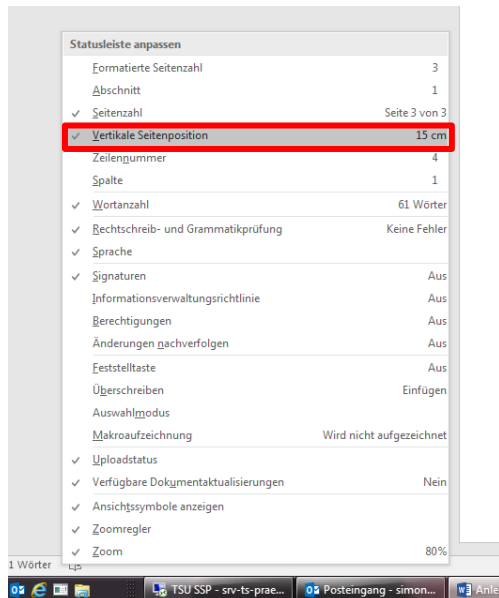 Statusleiste anpassen
Formatierte Seitenzahl 3
Abschnitt 1
Seitenzahl Seite 3 von 3
Vertikale Seitenposition 15 cm
Zeilennummer 4
Spalte 1
Wortanzahl 61 Wörter
Rechtschreib- und Grammatikprüfung Keine Fehler
Sprache
Signaturen Aus
Informationsverwaltungsrichtlinie Aus
Berechtigungen Aus
Änderungen nachverfolgen Aus
Feststelltaste Aus
Überschreiben Einfügen
Auswahlmodus
Makroaufzeichnung Wird nicht aufgezeichnet
Uploadstatus
Verfügbare Dokumentaktualisierungen Nein
Ansichtssymbole anzeigen
Zoomregler
Zoom 80%
1 Wörter
TSU SSP - srv-ts-prae... Posteingang - simon... Anle